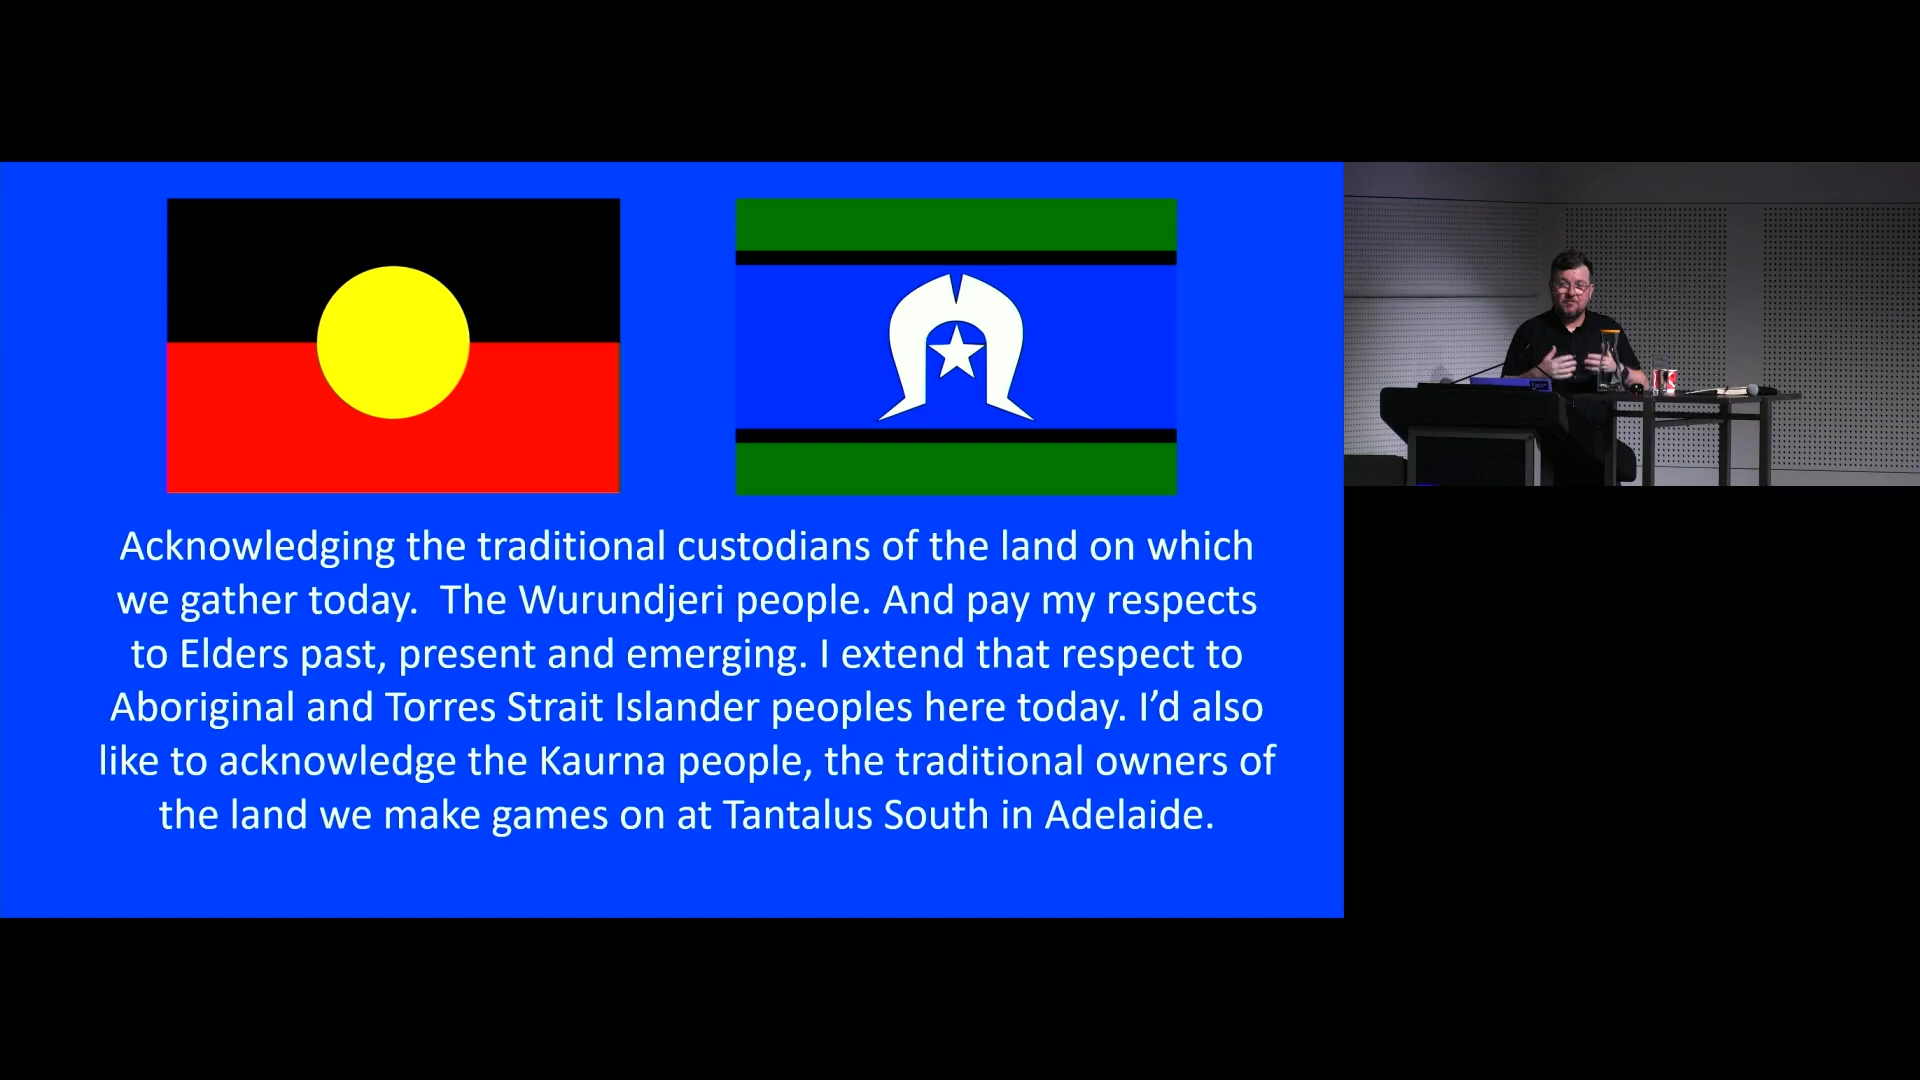 Acknowledging the traditional custodians of the land on which
we gather today.  The Wurundjeri people. And pay my respects
to Elders past, present and emerging. I extend that respect to
Aboriginal and Torres Strait Islander peoples here today. I’d also
like to acknowledge the Kaurna people, the traditional owners of
the land we make games on at Tantalus South in Adelaide.